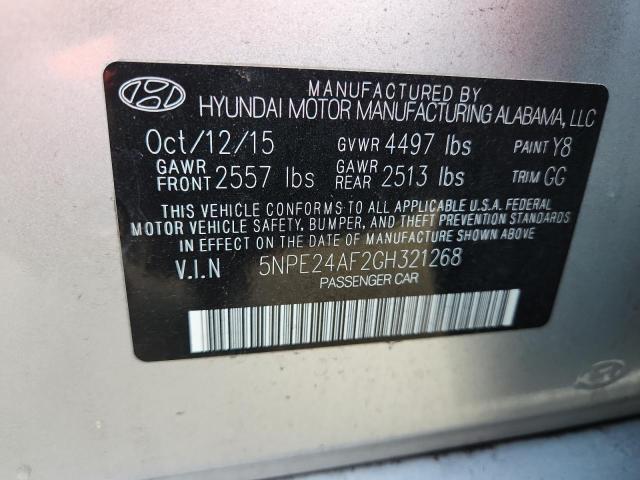 MANUFACTURED BY
HYUNDAI MOTOR MANUFACTURING ALABAMA, LLC
Oct/12/15 GVWR 4497 lbs PAINT Y8
GAWR FRONT 2557 lbs GAWR REAR 2513 lbs TRIM GG
THIS VEHICLE CONFORMS TO ALL APPLICABLE U.S.A. FEDERAL
MOTOR VEHICLE SAFETY, BUMPER, AND THEFT PREVENTION STANDARDS
IN EFFECT ON THE DATE OF MANUFACTURE SHOWN ABOVE.
V.I.N 5NPE24AF2GH321268
PASSENGER CAR